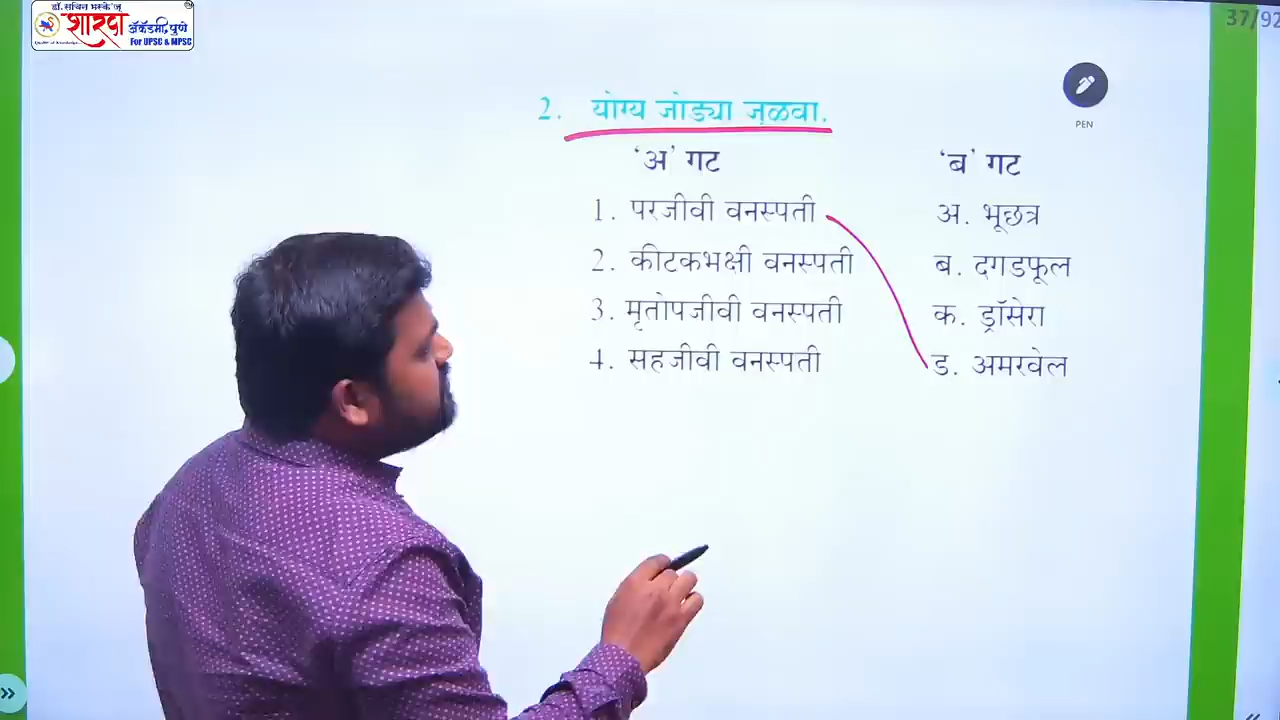 डॉ. सचिन भस्के'ज्
शारदा ॲकॅडमी, पुणे
For UPSC & MPSC
37/92
PEN
2. योग्य जोड्या जुळवा.
'अ' गट 'ब' गट
1. परजीवी वनस्पती अ. भूछत्र
2. कीटकभक्षी वनस्पती ब. दगडफूल
3. मृतोपजीवी वनस्पती क. ड्रॉसेरा
4. सहजीवी वनस्पती ड. अमरवेल